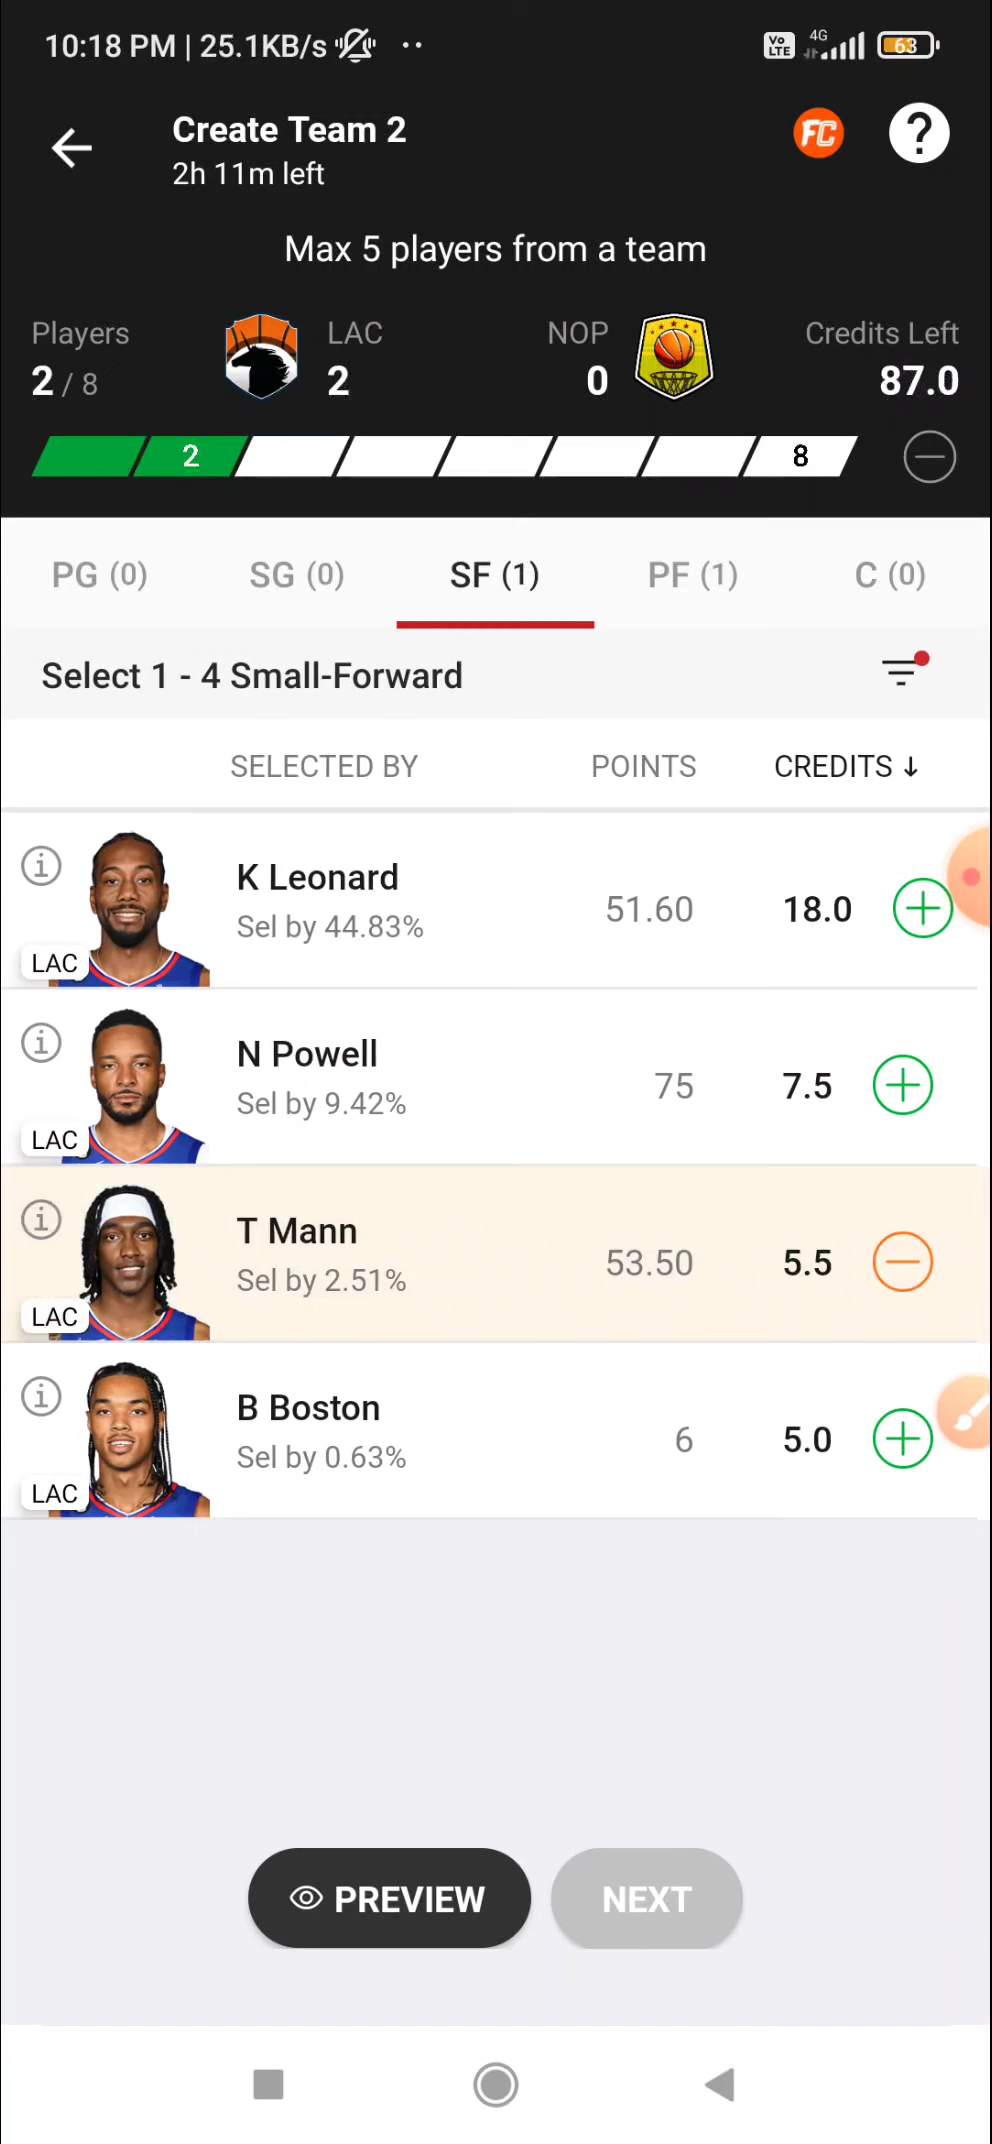 10:18 PM | 25.1KB/s ··
Vo LTE 4G 63
Create Team 2
FC ?
2h 11m left
Max 5 players from a team
Players LAC NOP Credits Left
2 / 8 2 0 87.0
2 8
PG (0) SG (0) SF (1) PF (1) C (0)
Select 1 - 4 Small-Forward
SELECTED BY POINTS CREDITS ↓
K Leonard
Sel by 44.83% 51.60 18.0
LAC
N Powell
Sel by 9.42% 75 7.5
LAC
T Mann
Sel by 2.51% 53.50 5.5
LAC
B Boston
Sel by 0.63% 6 5.0
LAC
PREVIEW NEXT